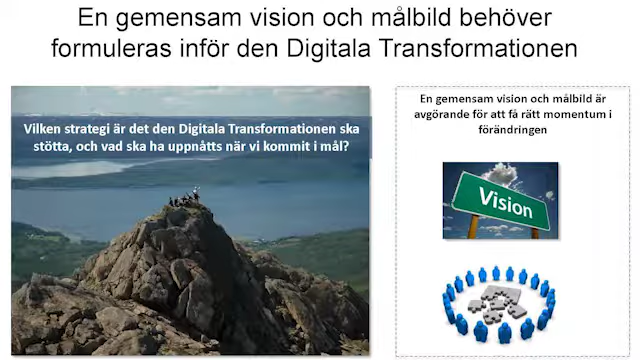 En gemensam vision och målbild behöver
formuleras inför den Digitala Transformationen
Vilken strategi är det den Digitala Transformationen ska
stötta, och vad ska ha uppnåtts när vi kommit i mål?
En gemensam vision och målbild är
avgörande för att få rätt momentum i
förändringen
Vision